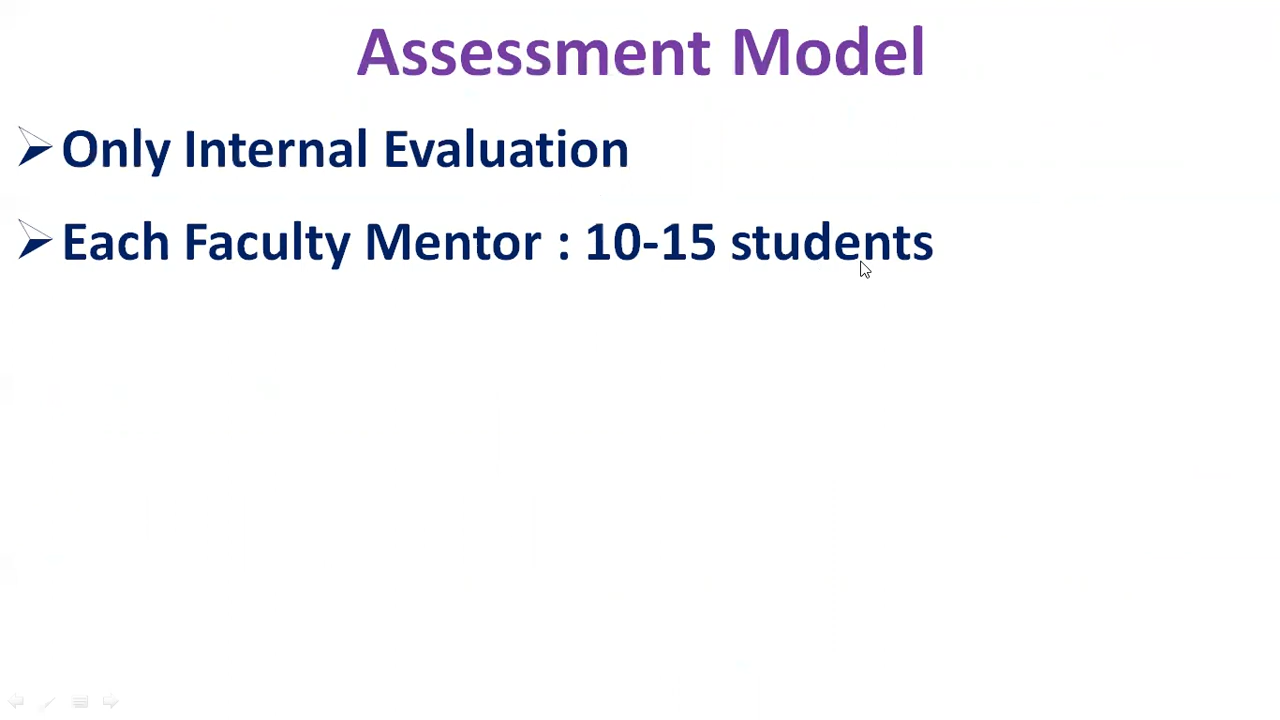 Assessment Model
Only Internal Evaluation
Each Faculty Mentor : 10-15 students